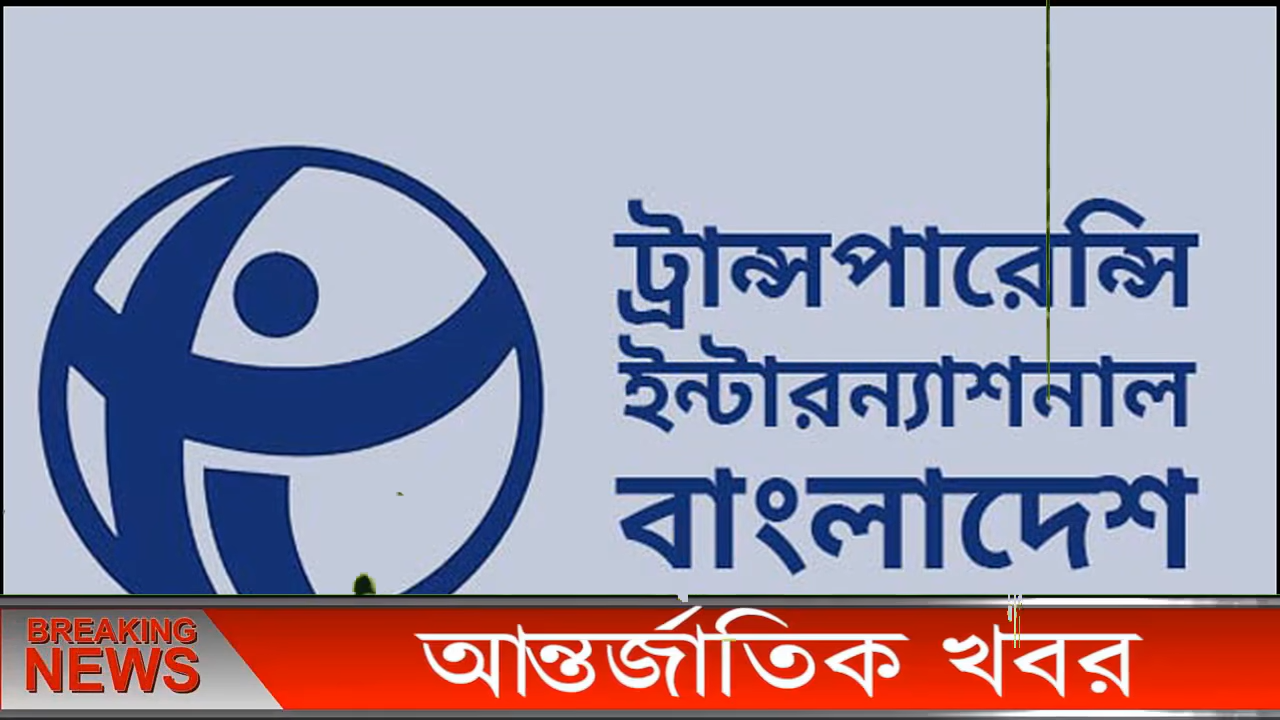 ট্রান্সপারেন্সি
ইন্টারন্যাশনাল
বাংলাদেশ
BREAKING
NEWS
আন্তর্জাতিক খবর